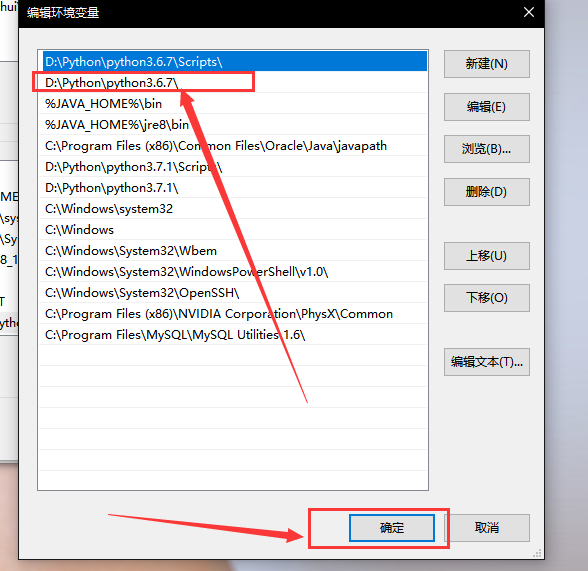 hui
编辑环境变量
D:\Python\python3.6.7\Scripts\
D:\Python\python3.6.7\
%JAVA_HOME%\bin
%JAVA_HOME%\jre8\bin
C:\Program Files (x86)\Common Files\Oracle\Java\javapath
D:\Python\python3.7.1\Scripts\
D:\Python\python3.7.1\
C:\Windows\system32
C:\Windows
C:\Windows\System32\Wbem
C:\Windows\System32\WindowsPowerShell\v1.0\
C:\Windows\System32\OpenSSH\
C:\Program Files (x86)\NVIDIA Corporation\PhysX\Common
C:\Program Files\MySQL\MySQL Utilities 1.6\
新建(N)
编辑(E)
浏览(B)...
删除(D)
上移(U)
下移(O)
编辑文本(T)...
确定
取消
ME
\sys
\Sy
8_1
T
ytho